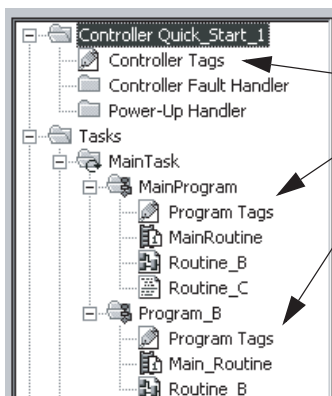 Controller Quick_Start_1
Controller Tags
Controller Fault Handler
Power-Up Handler
Tasks
MainTask
MainProgram
Program Tags
MainRoutine
Routine_B
Routine_C
Program_B
Program Tags
Main_Routine
Routine_B